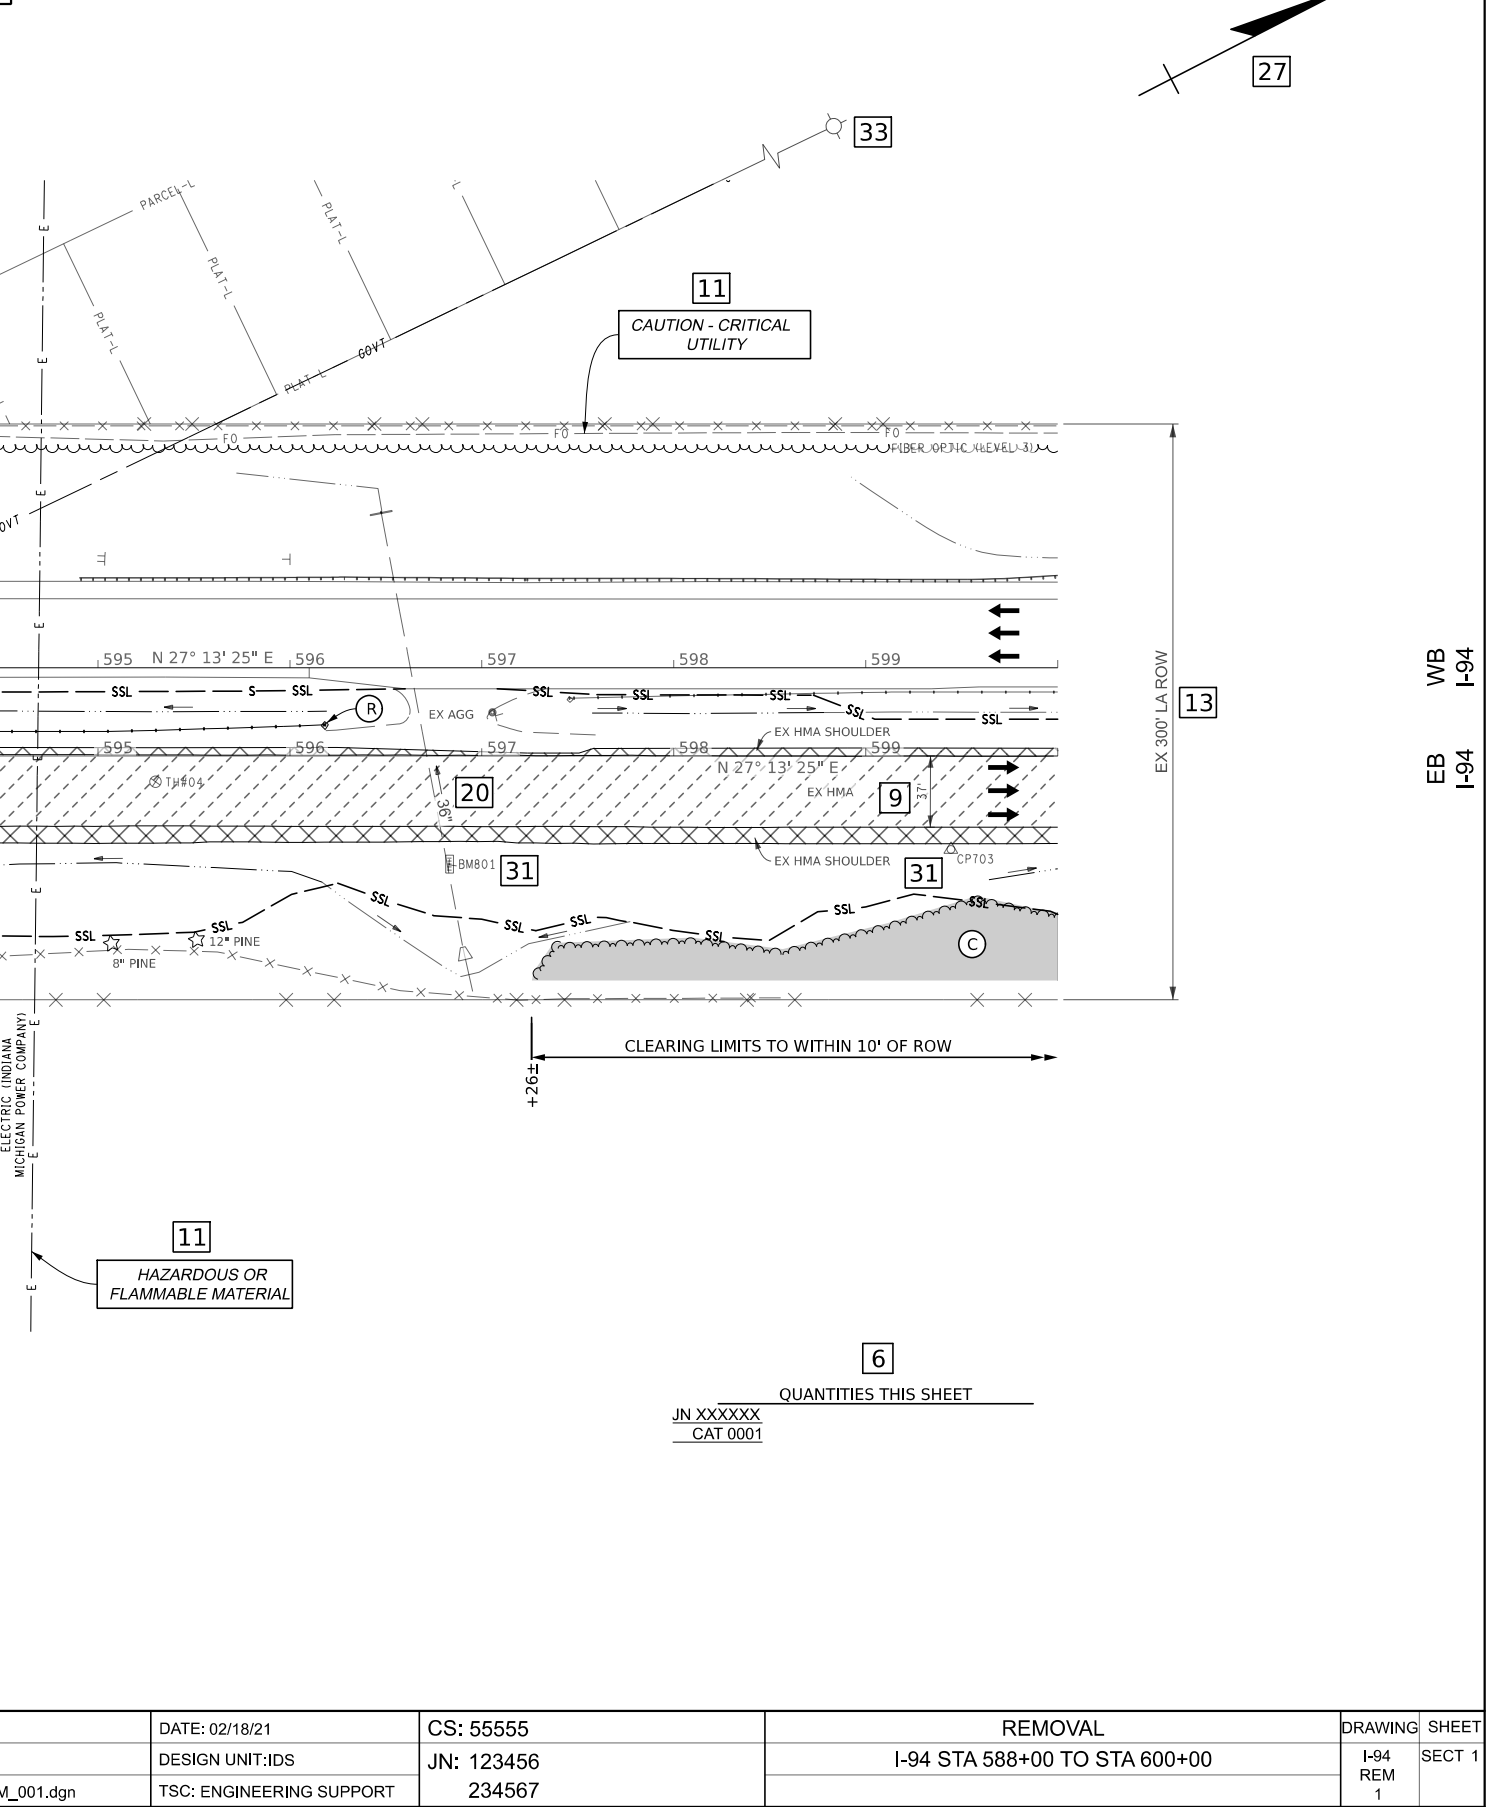 27
33
PARCEL-L
PLAT-L
PLAT-L
PLAT-L
PLAT-L
GOVT
11
CAUTION - CRITICAL
UTILITY
FO
FO
FO
FIBER OPTIC (LEVEL 3)
OVT
E
E
E
E
E
E
E
E
E
595
N 27° 13' 25" E
596
597
598
599
SSL
S
SSL
SSL
SSL
SSL
SSL
SSL
R
EX AGG
EX HMA SHOULDER
595
596
597
598
599
N 27° 13' 25" E
TH#04
20
36"
EX HMA
9
37'
EX HMA SHOULDER
BM801
31
31
CP703
SSL
SSL
SSL
SSL
SSL
SSL
SSL
SSL
8" PINE
12" PINE
C
EX 300' LA ROW
13
WB
I-94
EB
I-94
CLEARING LIMITS TO WITHIN 10' OF ROW
+26±
ELECTRIC (INDIANA
MICHIGAN POWER COMPANY)
11
HAZARDOUS OR
FLAMMABLE MATERIAL
6
QUANTITIES THIS SHEET
JN XXXXXX
CAT 0001
DATE: 02/18/21
DESIGN UNIT:IDS
M_001.dgn
TSC: ENGINEERING SUPPORT
CS: 55555
JN: 123456
234567
REMOVAL
I-94 STA 588+00 TO STA 600+00
DRAWING
I-94
REM
1
SHEET
SECT 1